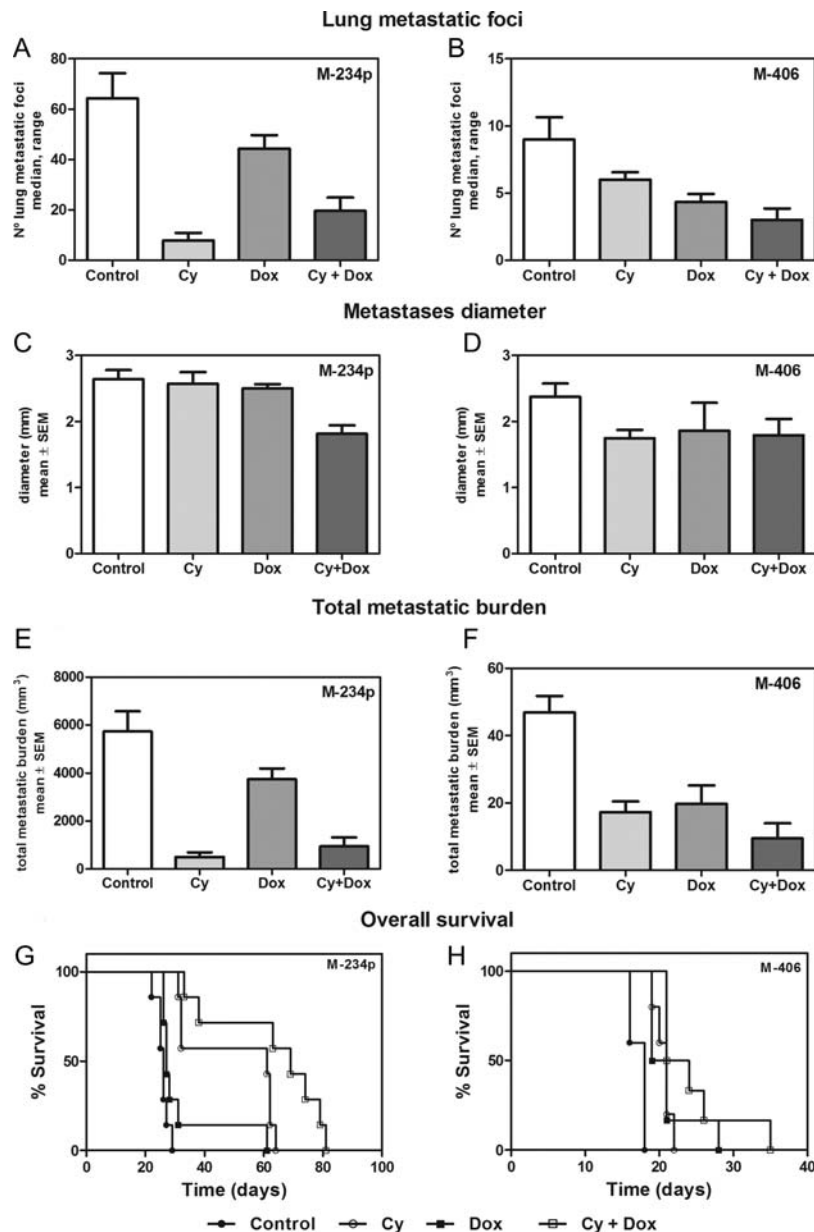 Lung metastatic foci
A
B
Nº lung metastatic foci
median, range
80
60
40
20
0
M-234p
Control Cy Dox Cy + Dox
Nº lung metastatic foci
median, range
15
10
5
0
M-406
Control Cy Dox Cy + Dox
Metastases diameter
C
D
diameter (mm)
mean ± SEM
3
2
1
0
M-234p
Control Cy Dox Cy+Dox
diameter (mm)
mean ± SEM
3
2
1
0
M-406
Control Cy Dox Cy+Dox
Total metastatic burden
E
F
total metastatic burden (mm³)
mean ± SEM
8000
6000
4000
2000
0
M-234p
Control Cy Dox Cy+Dox
total metastatic burden (mm³)
mean ± SEM
60
40
20
0
M-406
Control Cy Dox Cy+Dox
Overall survival
G
H
% Survival
100
50
0
M-234p
0 20 40 60 80 100
Time (days)
% Survival
100
50
0
M-406
0 10 20 30 40
Time (days)
Control Cy Dox Cy + Dox